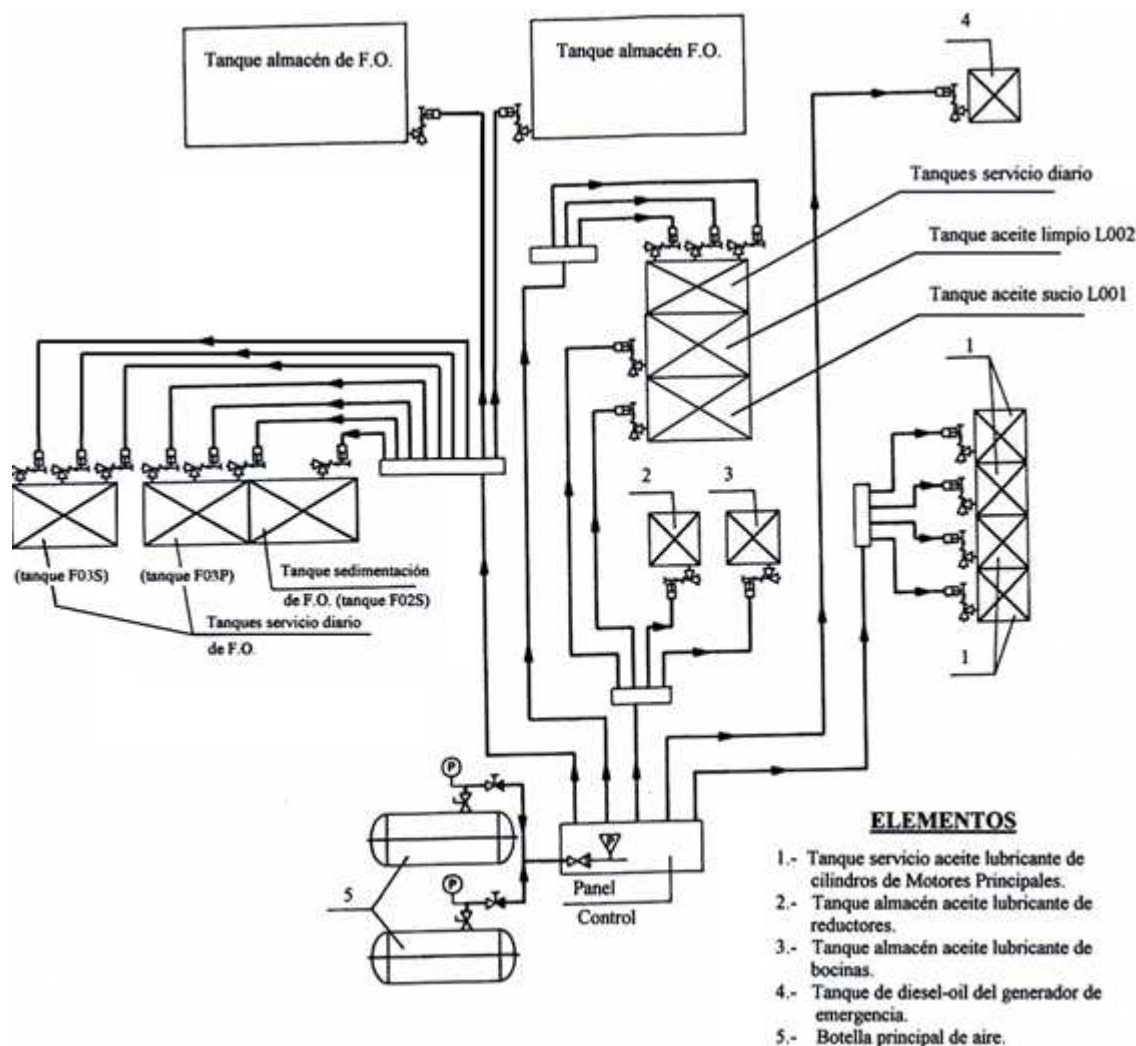 Tanque almacén de F.O.
Tanque almacén F.O.
4
Tanques servicio diario
Tanque aceite limpio L002
Tanque aceite sucio L001
1
2
3
(tanque F03S)
(tanque F03P)
Tanque sedimentación
de F.O. (tanque F02S)
Tanques servicio diario
de F.O.
1
P
P
P
5
Panel
Control
ELEMENTOS
1.- Tanque servicio aceite lubricante de
cilindros de Motores Principales.
2.- Tanque almacén aceite lubricante de
reductores.
3.- Tanque almacén aceite lubricante de
bocinas.
4.- Tanque de diesel-oil del generador de
emergencia.
5.- Botella principal de aire.